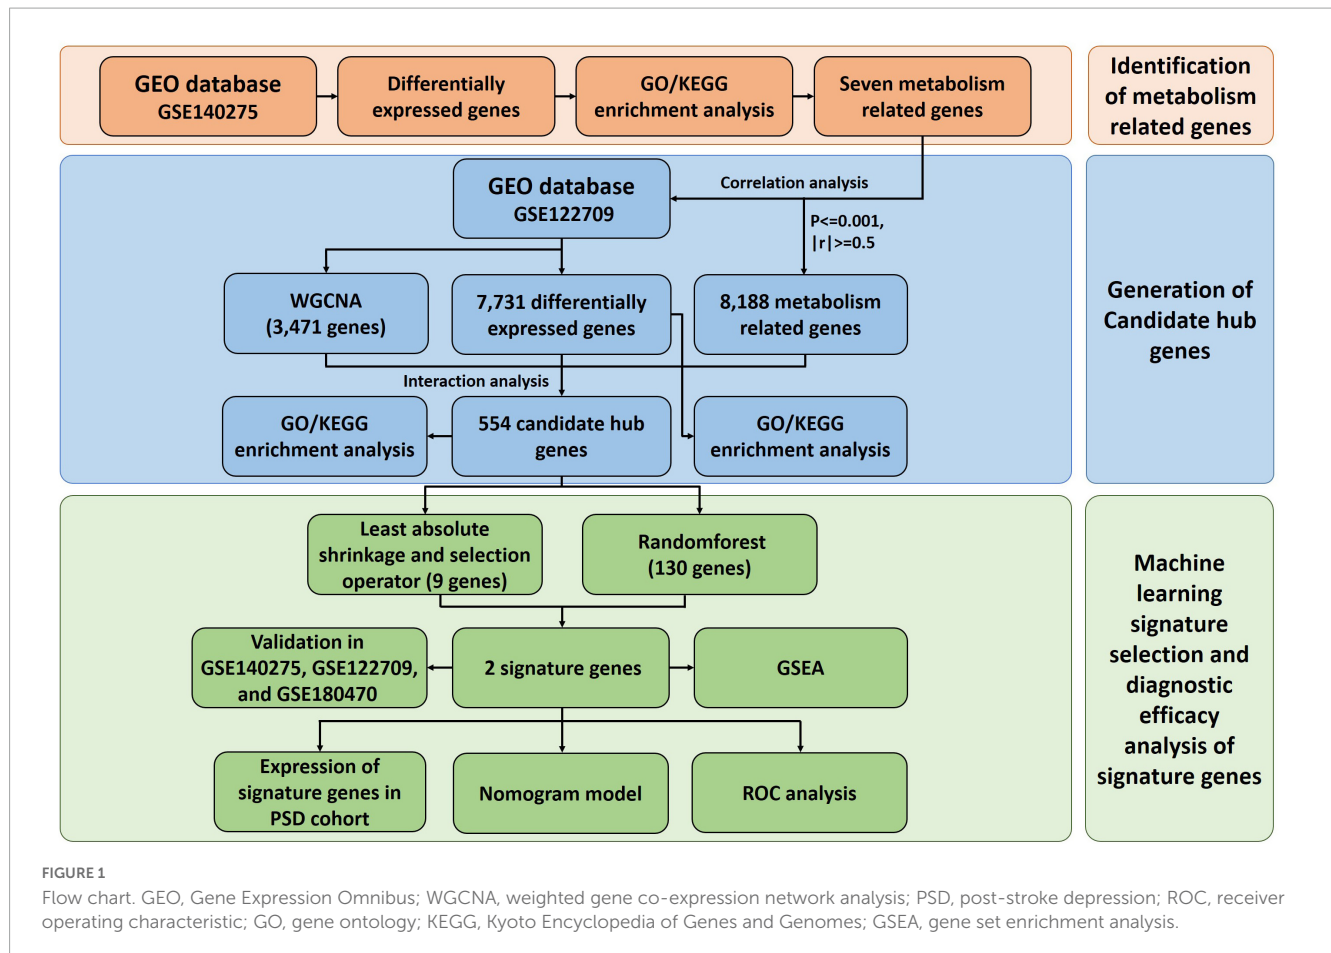 GEO database
GSE140275
Differentially
expressed genes
GO/KEGG
enrichment analysis
Seven metabolism
related genes
Identification
of metabolism
related genes
GEO database
GSE122709
Correlation analysis
P<=0.001,
|r|>=0.5
WGCNA
(3,471 genes)
7,731 differentially
expressed genes
8,188 metabolism
related genes
Interaction analysis
GO/KEGG
enrichment analysis
554 candidate hub
genes
GO/KEGG
enrichment analysis
Generation of
Candidate hub
genes
Least absolute
shrinkage and selection
operator (9 genes)
Randomforest
(130 genes)
Validation in
GSE140275, GSE122709,
and GSE180470
2 signature genes
GSEA
Expression of
signature genes in
PSD cohort
Nomogram model
ROC analysis
Machine
learning
signature
selection and
diagnostic
efficacy
analysis of
signature genes
FIGURE 1
Flow chart. GEO, Gene Expression Omnibus; WGCNA, weighted gene co-expression network analysis; PSD, post-stroke depression; ROC, receiver
operating characteristic; GO, gene ontology; KEGG, Kyoto Encyclopedia of Genes and Genomes; GSEA, gene set enrichment analysis.